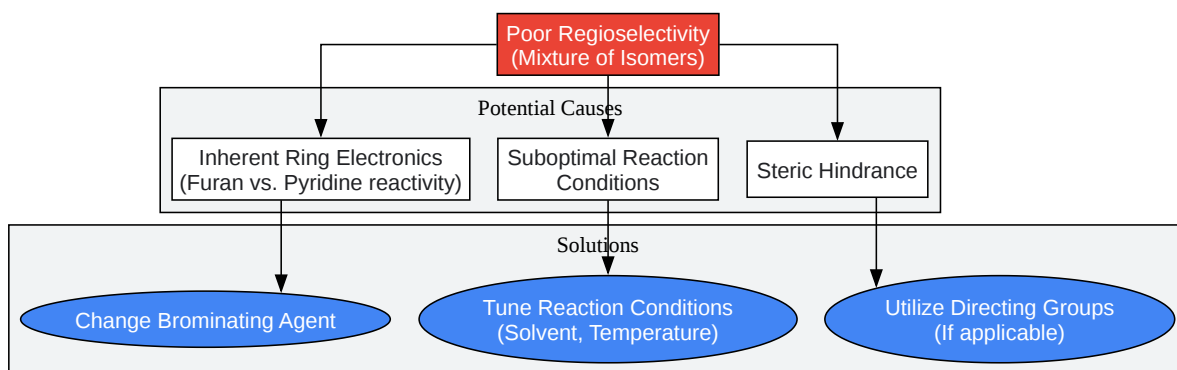 Poor Regioselectivity
(Mixture of Isomers)
Potential Causes
Inherent Ring Electronics
(Furan vs. Pyridine reactivity)
Suboptimal Reaction
Conditions
Steric Hindrance
Solutions
Change Brominating Agent
Tune Reaction Conditions
(Solvent, Temperature)
Utilize Directing Groups
(If applicable)